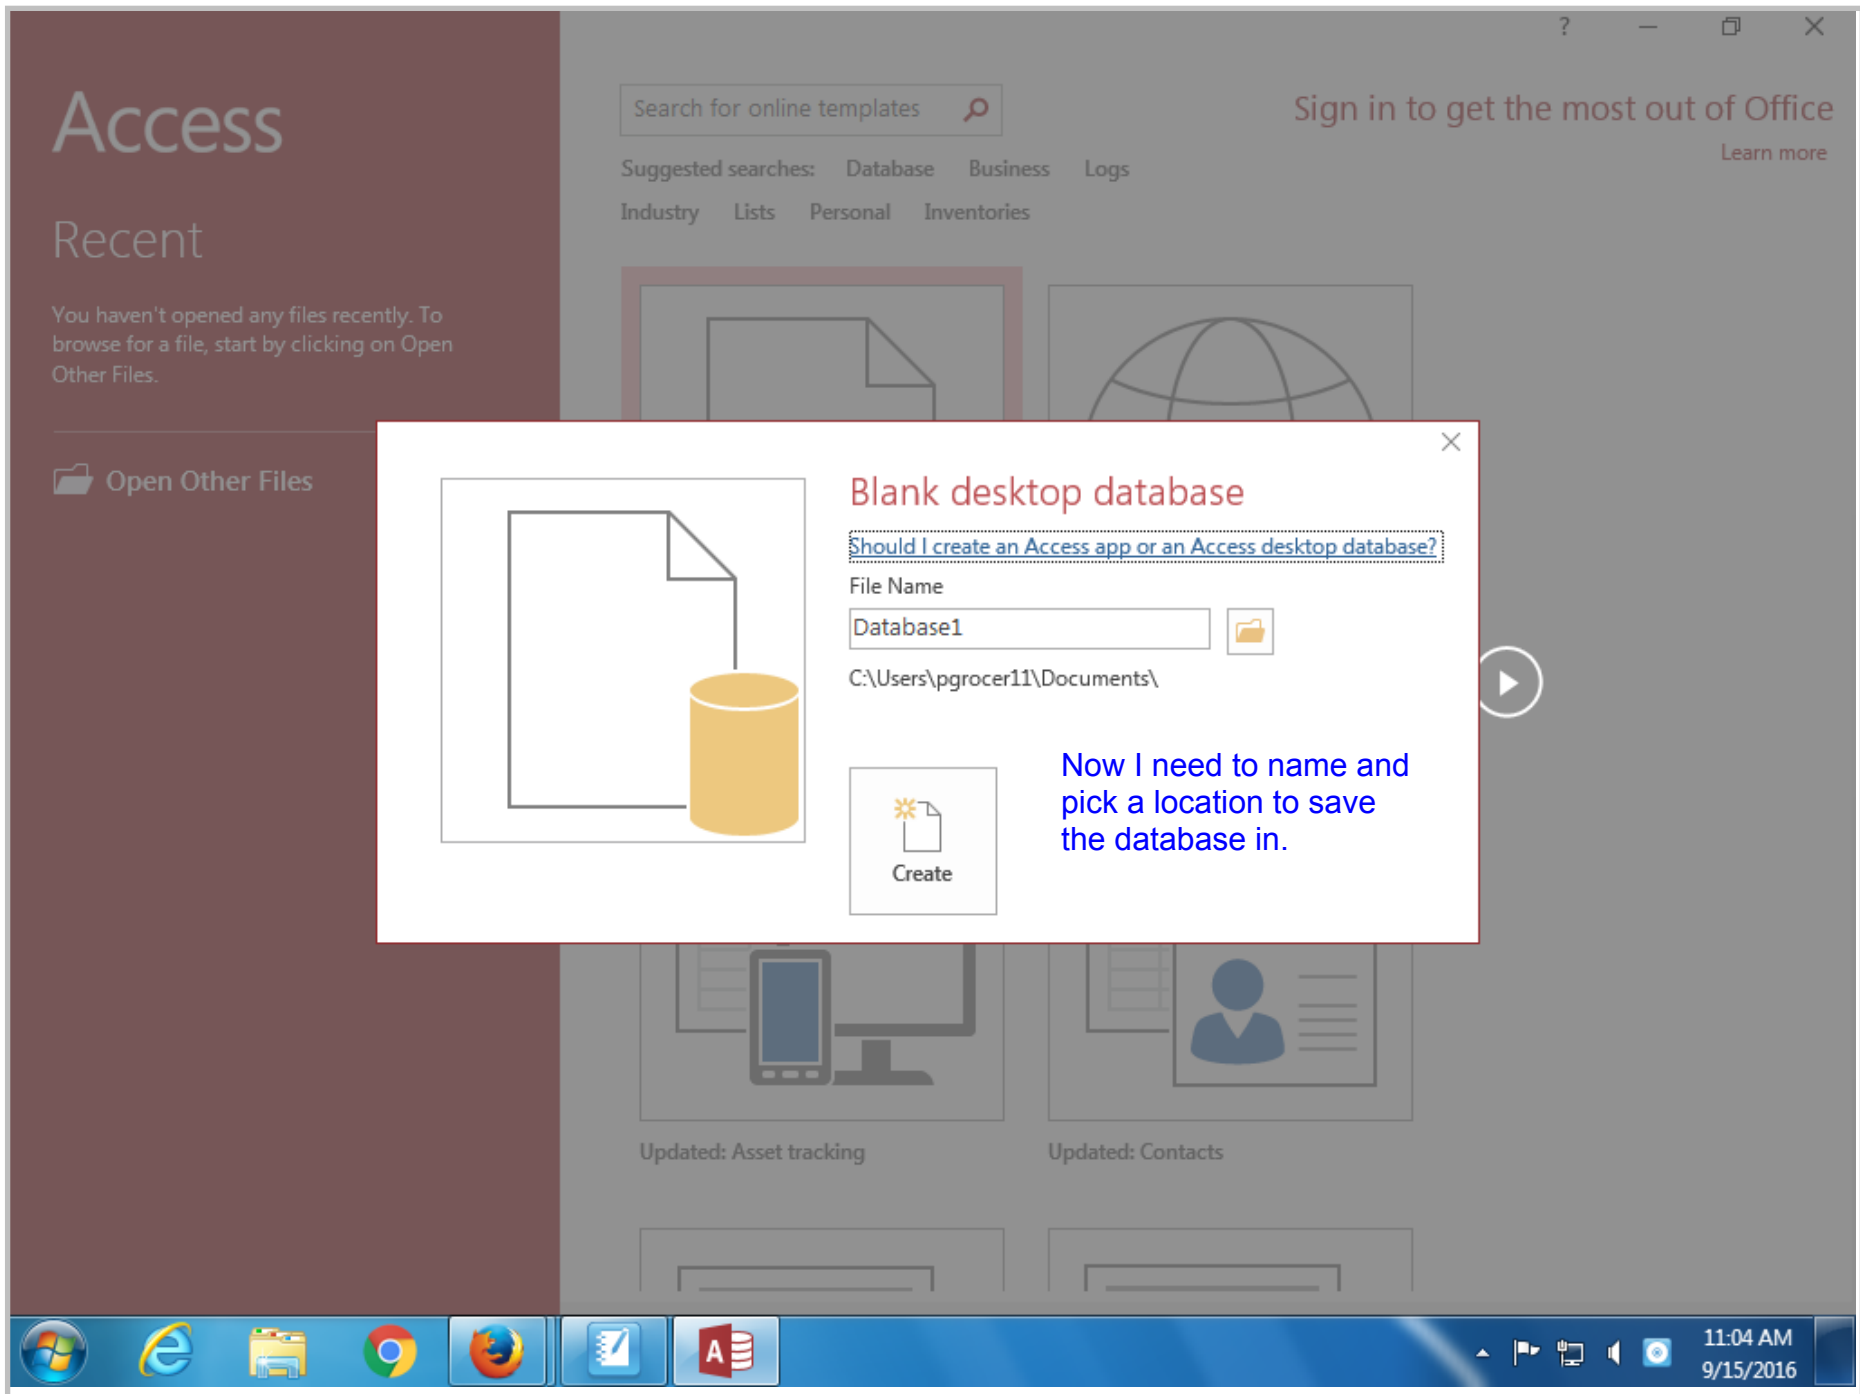 ?
Access
Search for online templates
Sign in to get the most out of Office
Learn more
Suggested searches: Database Business Logs
Industry Lists Personal Inventories
Recent
You haven't opened any files recently. To
browse for a file, start by clicking on Open
Other Files.
Open Other Files
Blank desktop database
Should I create an Access app or an Access desktop database?
File Name
Database1
C:\Users\pgrocer11\Documents\
Now I need to name and
pick a location to save
the database in.
Create
Updated: Asset tracking
Updated: Contacts
A
11:04 AM
9/15/2016